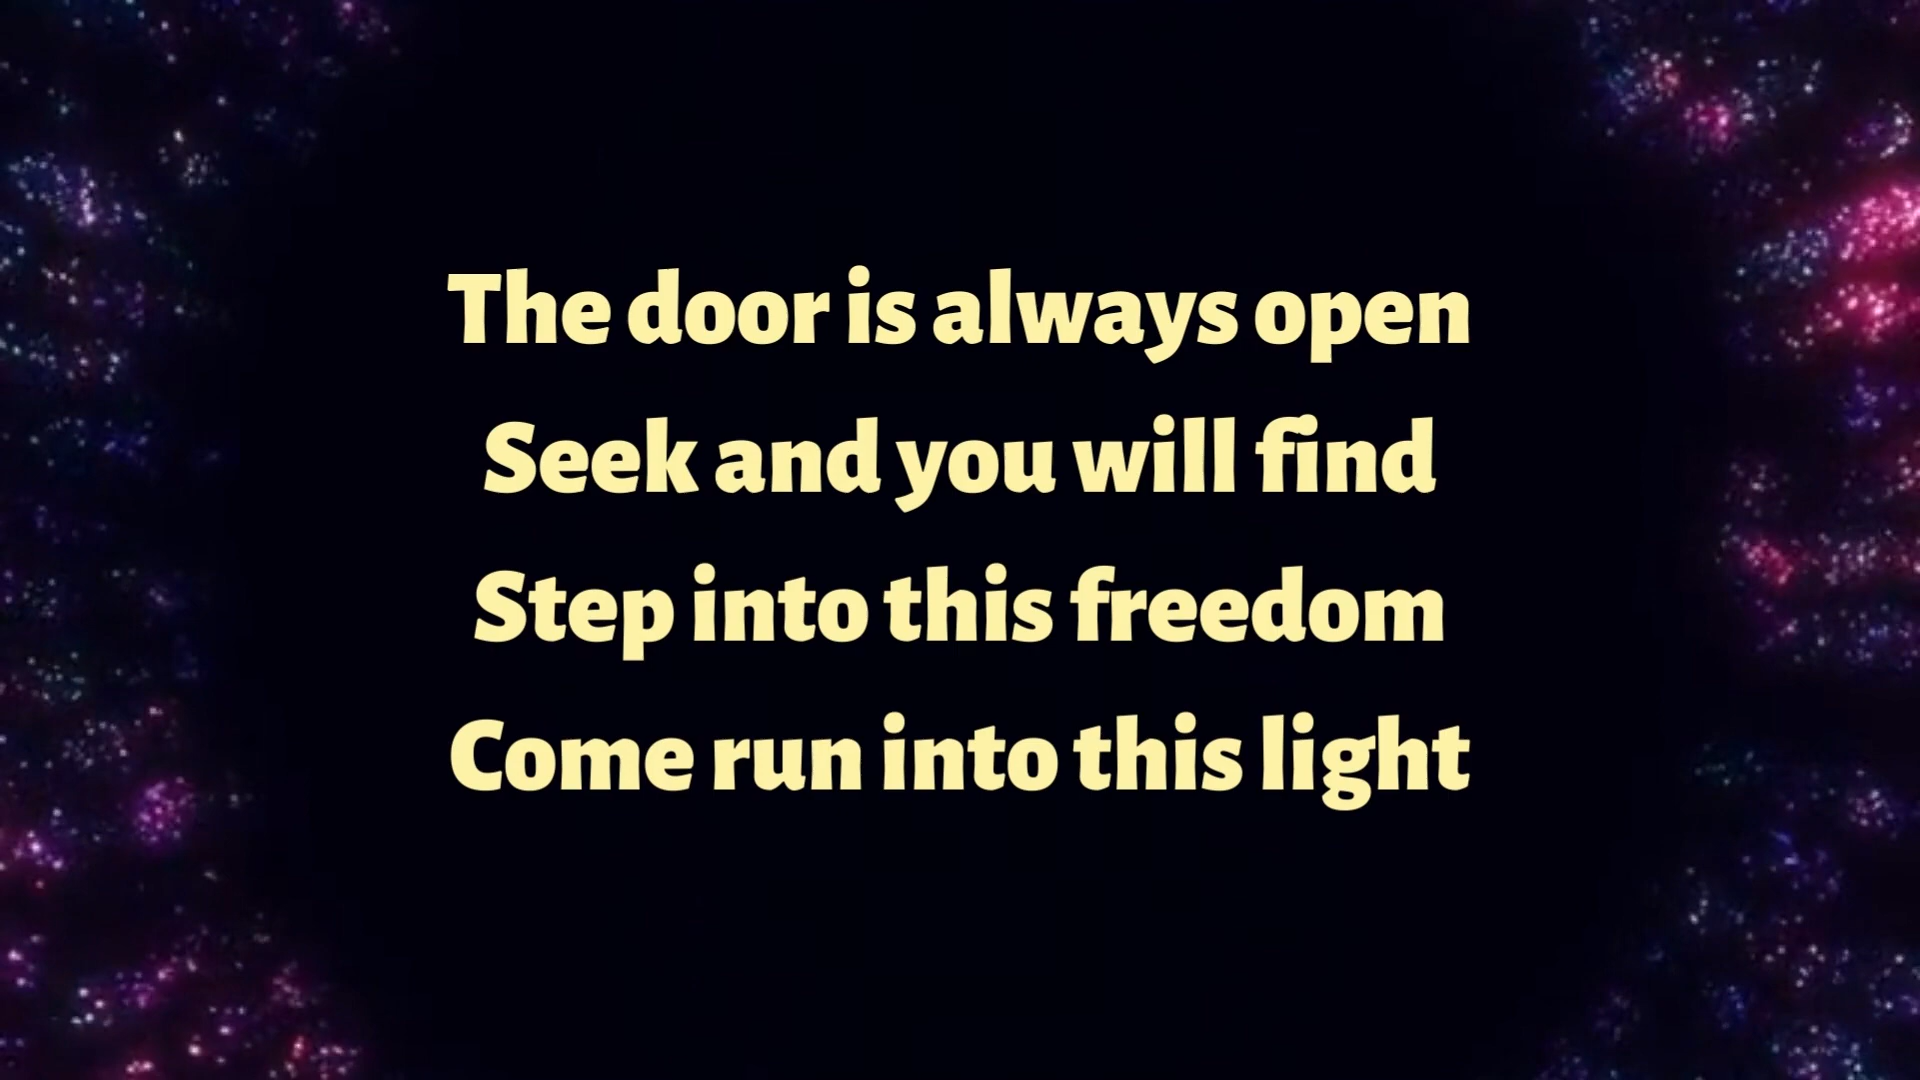 The door is always open
Seek and you will find
Step into this freedom
Come run into this light